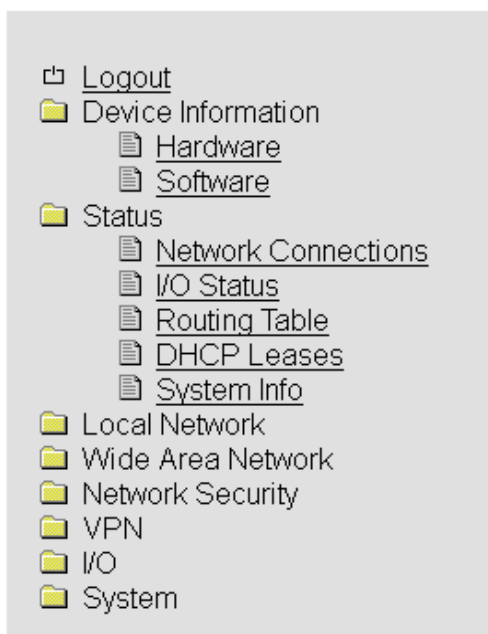 Logout
Device Information
Hardware
Software
Status
Network Connections
I/O Status
Routing Table
DHCP Leases
System Info
Local Network
Wide Area Network
Network Security
VPN
I/O
System